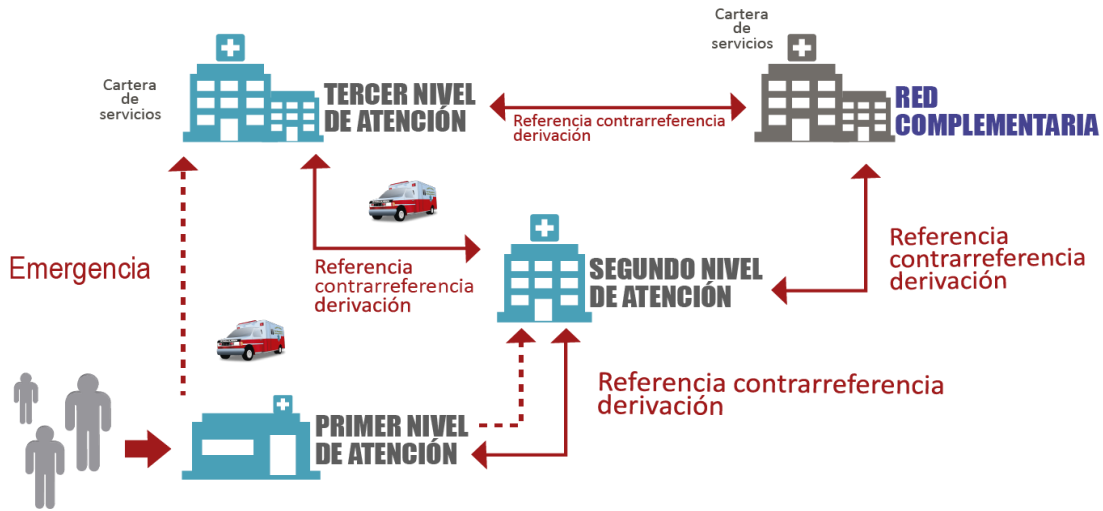 Cartera
de
servicios
TERCER NIVEL
DE ATENCIÓN
Referencia contrarreferencia
derivación
Cartera
de
servicios
RED
COMPLEMENTARIA
Emergencia
Referencia
contrarreferencia
derivación
SEGUNDO NIVEL
DE ATENCIÓN
Referencia
contrarreferencia
derivación
PRIMER NIVEL
DE ATENCIÓN
Referencia contrarreferencia
derivación